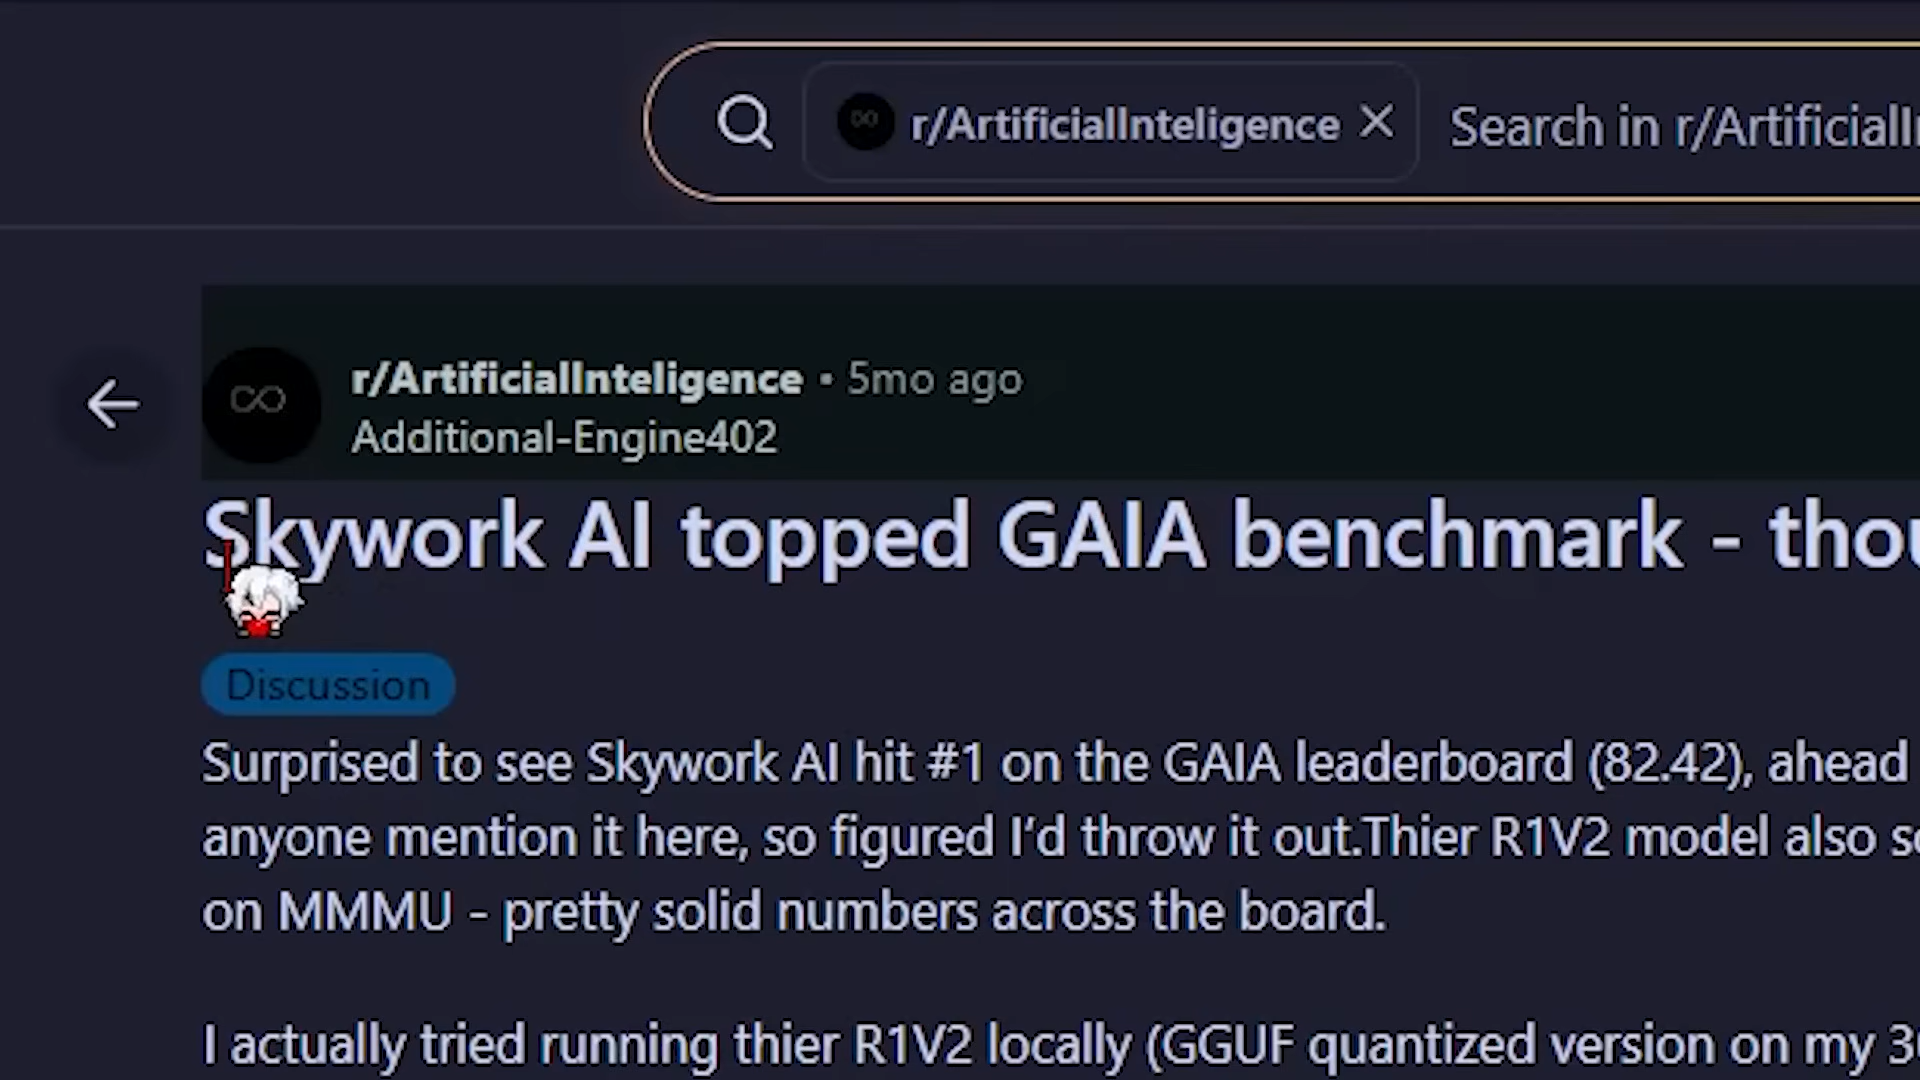 r/ArtificialInteligence
Search in r/Artificial
r/ArtificialInteligence • 5mo ago
Additional-Engine402
Skywork AI topped GAIA benchmark - thou
Discussion
Surprised to see Skywork AI hit #1 on the GAIA leaderboard (82.42), ahead
anyone mention it here, so figured I'd throw it out.Thier R1V2 model also
on MMMU - pretty solid numbers across the board.
I actually tried running thier R1V2 locally (GGUF quantized version on my